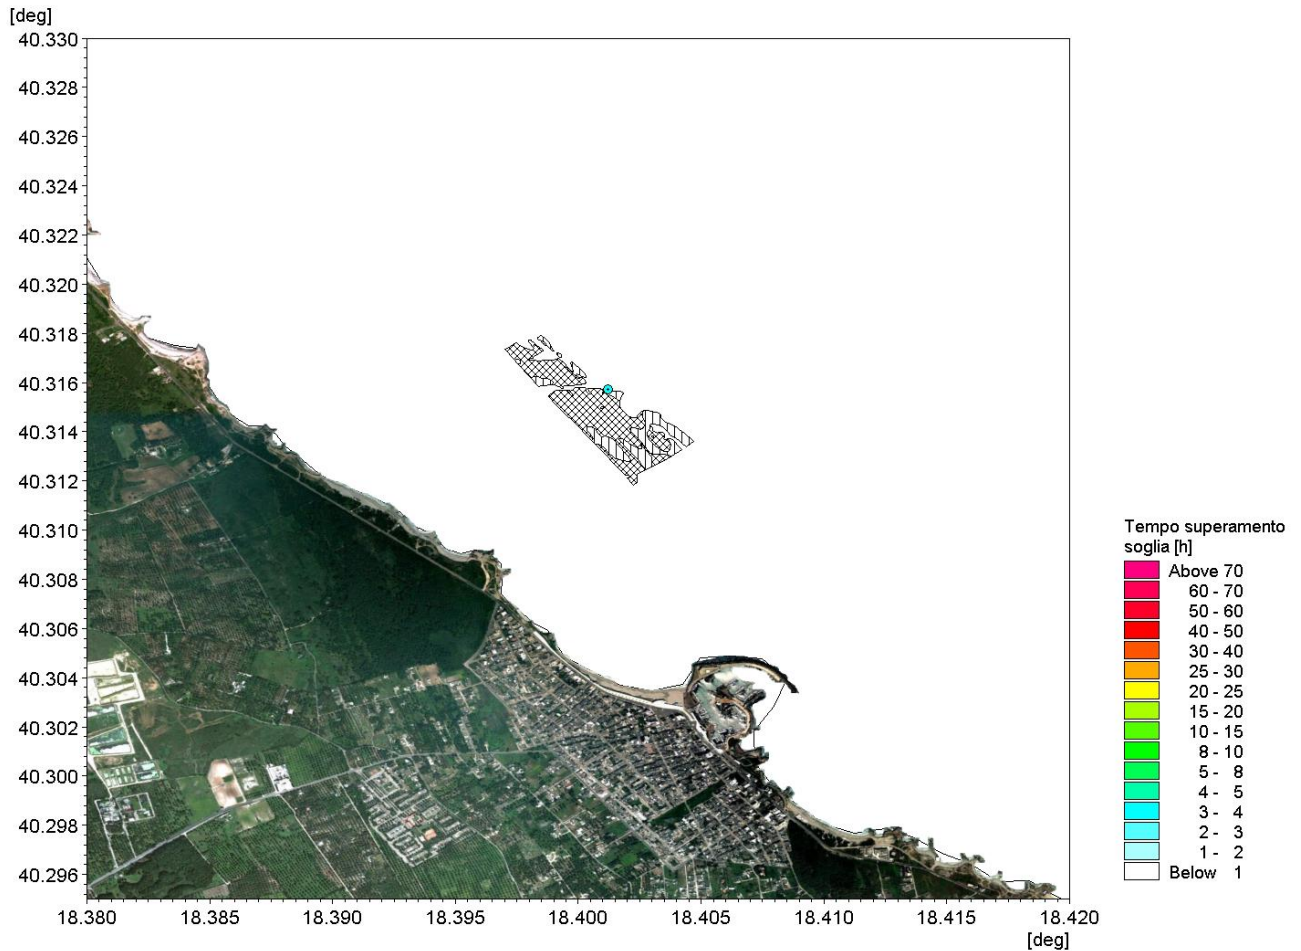 [deg]
40.330
40.328
40.326
40.324
40.322
40.320
40.318
40.316
40.314
40.312
40.310
40.308
40.306
40.304
40.302
40.300
40.298
40.296
18.380 18.385 18.390 18.395 18.400 18.405 18.410 18.415 18.420
[deg]
Tempo superamento
soglia [h]
Above 70
60 - 70
50 - 60
40 - 50
30 - 40
25 - 30
20 - 25
15 - 20
10 - 15
8 - 10
5 - 8
4 - 5
3 - 4
2 - 3
1 - 2
Below 1